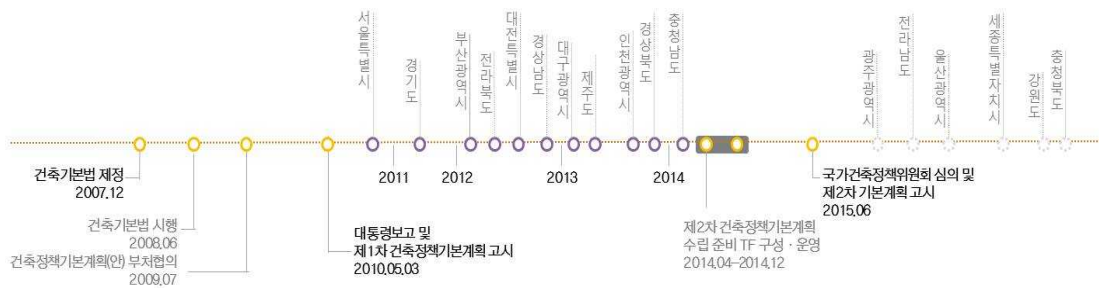 서울특별시
경기도
부산광역시
전라북도
대전특별시
경상남도
대구광역시
제주도
인천광역시
경상북도
충청남도
광주광역시
전라남도
울산광역시
세종특별자치시
강원도
충청북도
2011
2012
2013
2014
건축기본법 제정
2007.12
건축기본법 시행
2008.06
건축정책기본계획(안) 부처협의
2009.07
대통령보고 및
제1차 건축정책기본계획 고시
2010.05.03
제2차 건축정책기본계획
수립 준비 TF 구성·운영
2014.04-2014.12
국가건축정책위원회 심의 및
제2차 기본계획 고시
2015.06